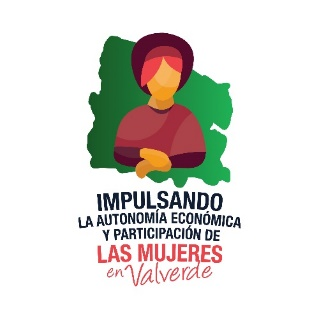 IMPULSANDO
LA AUTONOMÍA ECONÓMICA
Y PARTICIPACIÓN DE
LAS MUJERES
en Valverde